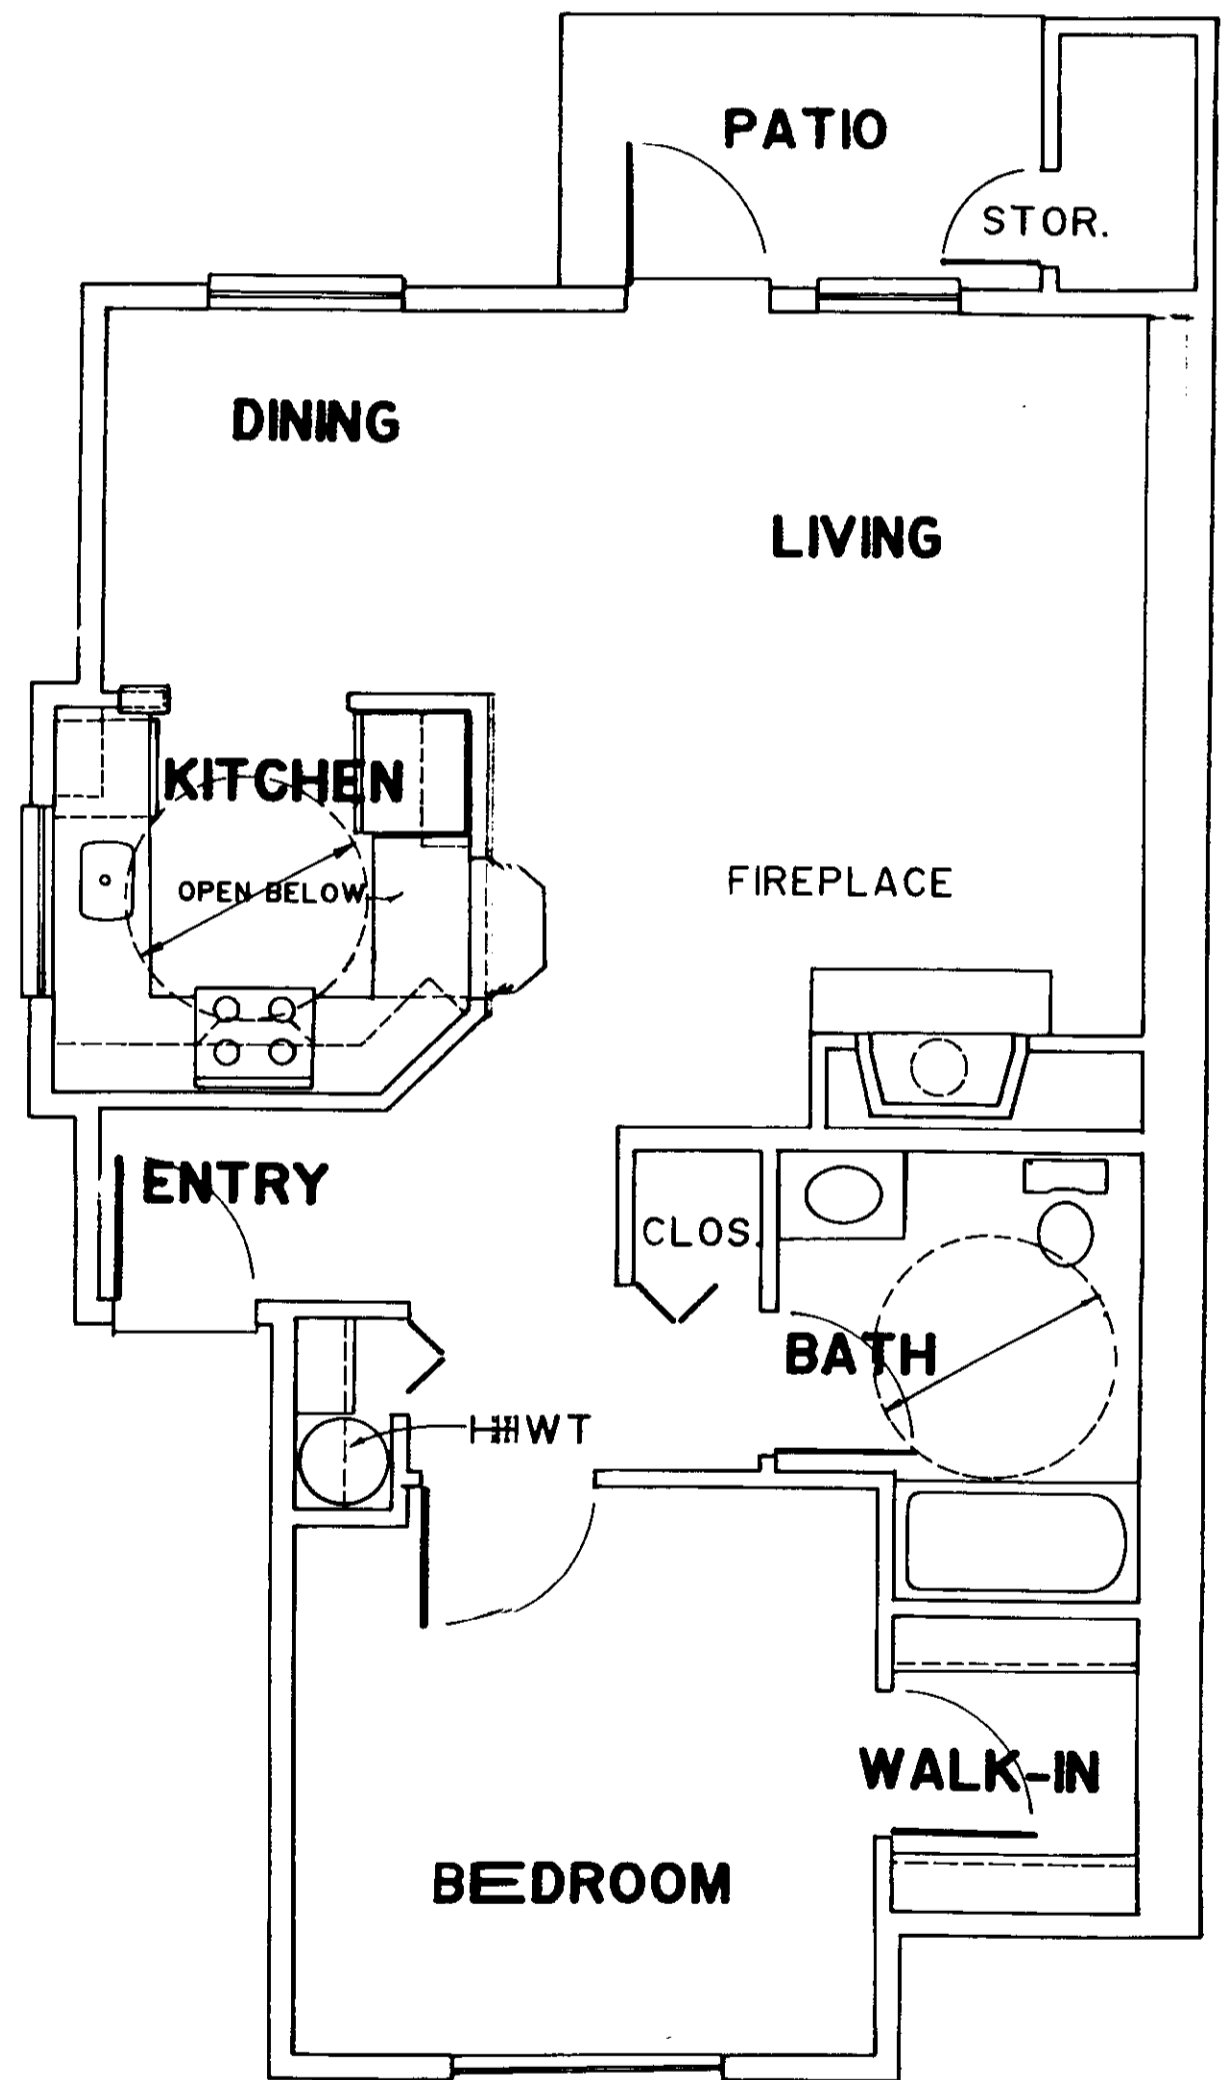 PATIO
STOR.
DINING
LIVING
KITCHEN
OPEN BELOW
FIREPLACE
ENTRY
CLOS.
BATH
HWT
WALK-IN
BEDROOM